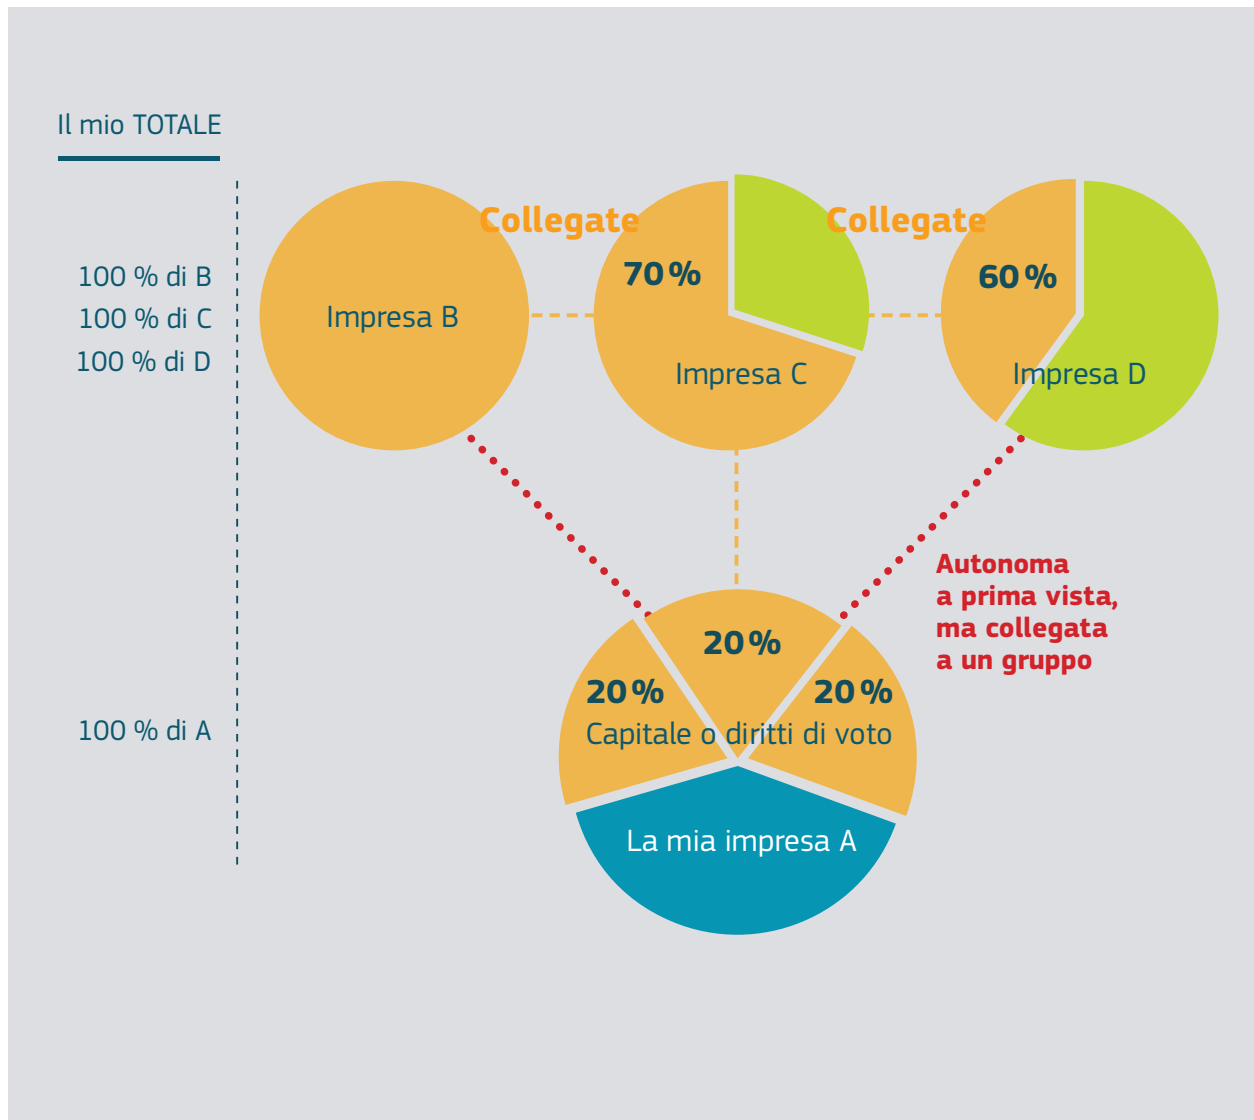 Il mio TOTALE
100 % di B
100 % di C
100 % di D
Impresa B
Collegate
70 %
Impresa C
Collegate
60 %
Impresa D
Autonoma
a prima vista,
ma collegata
a un gruppo
20 %
20 %
20 %
Capitale o diritti di voto
100 % di A
La mia impresa A